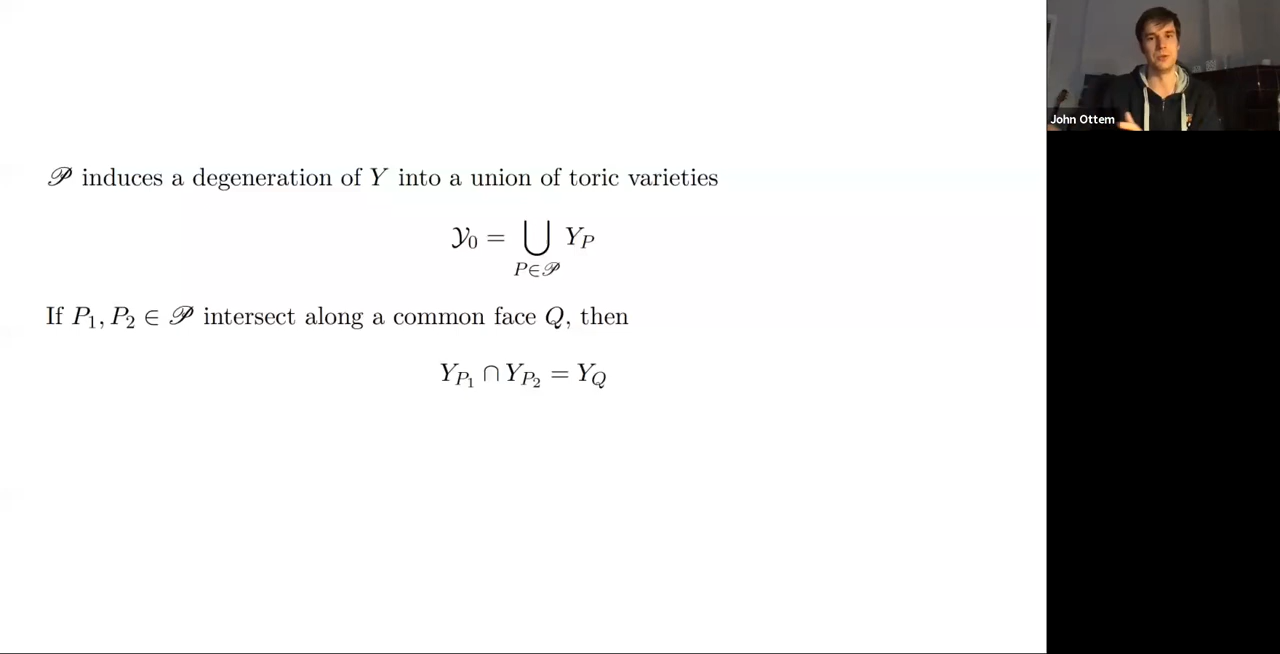 𝒫 induces a degeneration of Y into a union of toric varieties
𝒴₀ = ⋃ Y_P
P∈𝒫
If P₁, P₂ ∈ 𝒫 intersect along a common face Q, then
Y_{P₁} ∩ Y_{P₂} = Y_Q
John Ottem